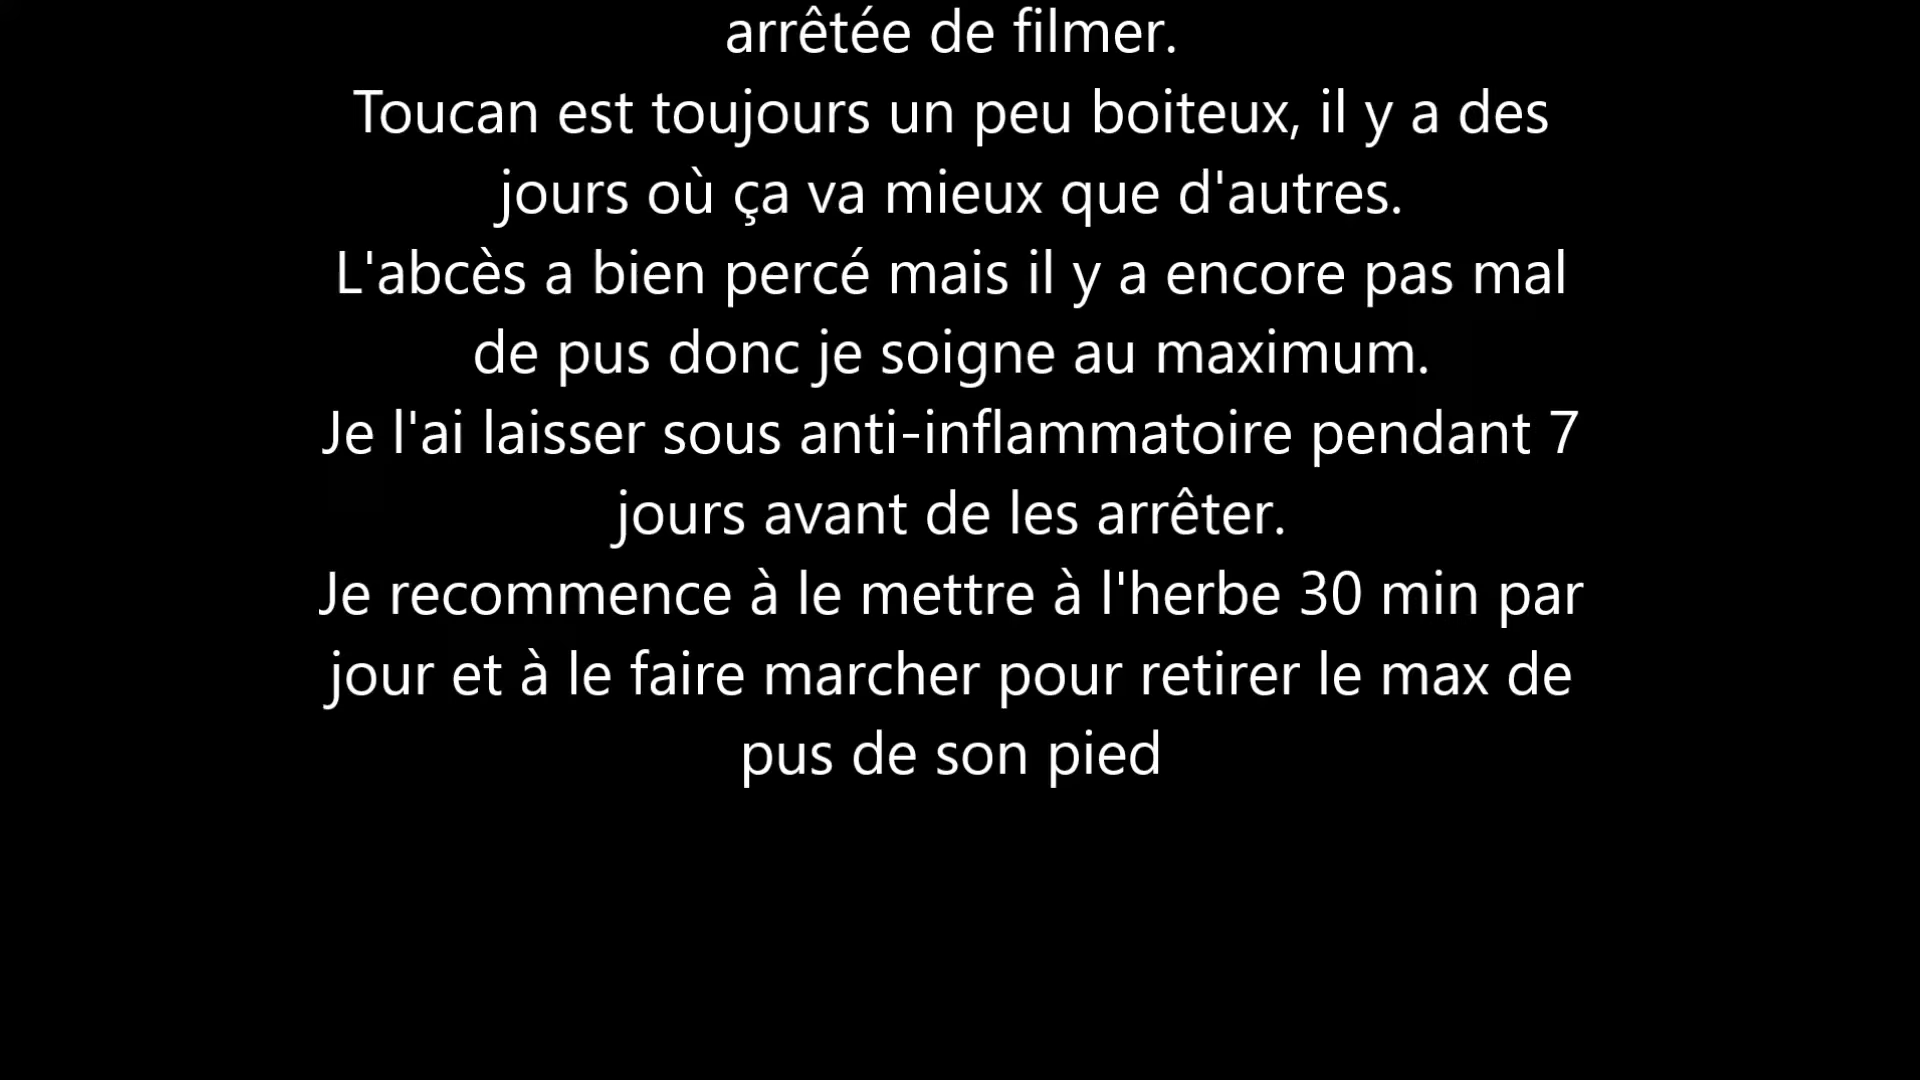 arrêtée de filmer.
Toucan est toujours un peu boiteux, il y a des
jours où ça va mieux que d'autres.
L'abcès a bien percé mais il y a encore pas mal
de pus donc je soigne au maximum.
Je l'ai laisser sous anti-inflammatoire pendant 7
jours avant de les arrêter.
Je recommence à le mettre à l'herbe 30 min par
jour et à le faire marcher pour retirer le max de
pus de son pied